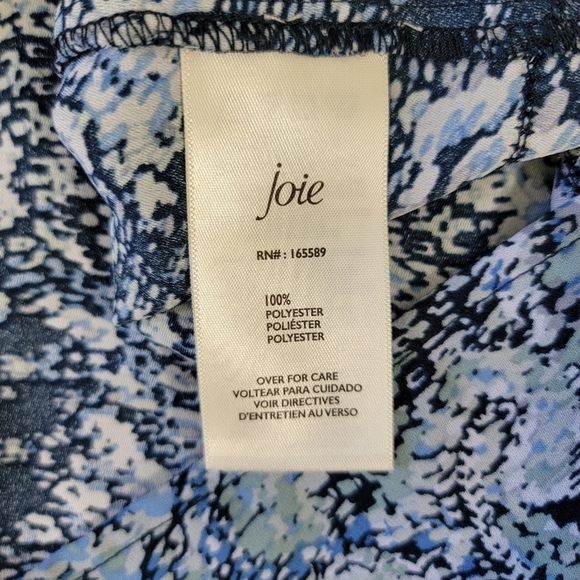 joie
RN#: 165589
100%
POLYESTER
POLIÉSTER
POLYESTER
OVER FOR CARE
VOLTEAR PARA CUIDADO
VOIR DIRECTIVES
D'ENTRETIEN AU VERSO